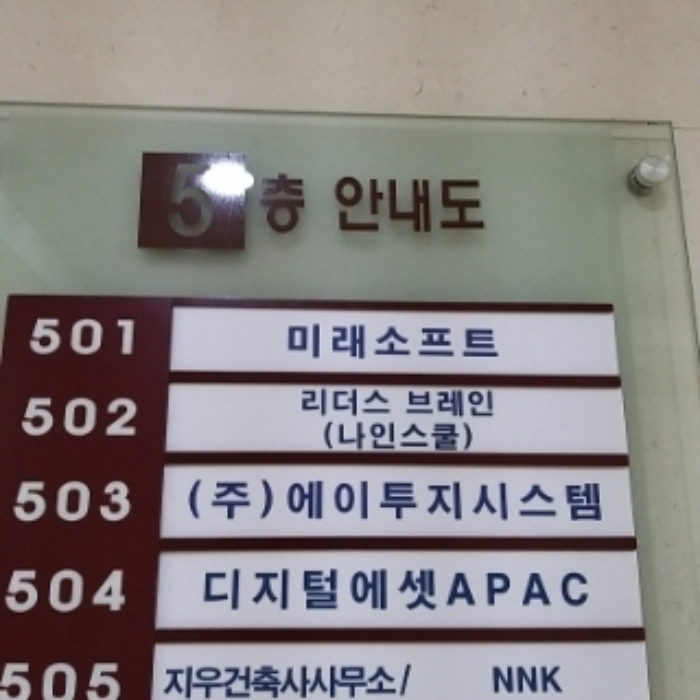 5층 안내도
501 미래소프트
502 리더스 브레인
(나인스쿨)
503 (주)에이투지시스템
504 디지털에셋APAC
505 지우건축사사무소/ NNK